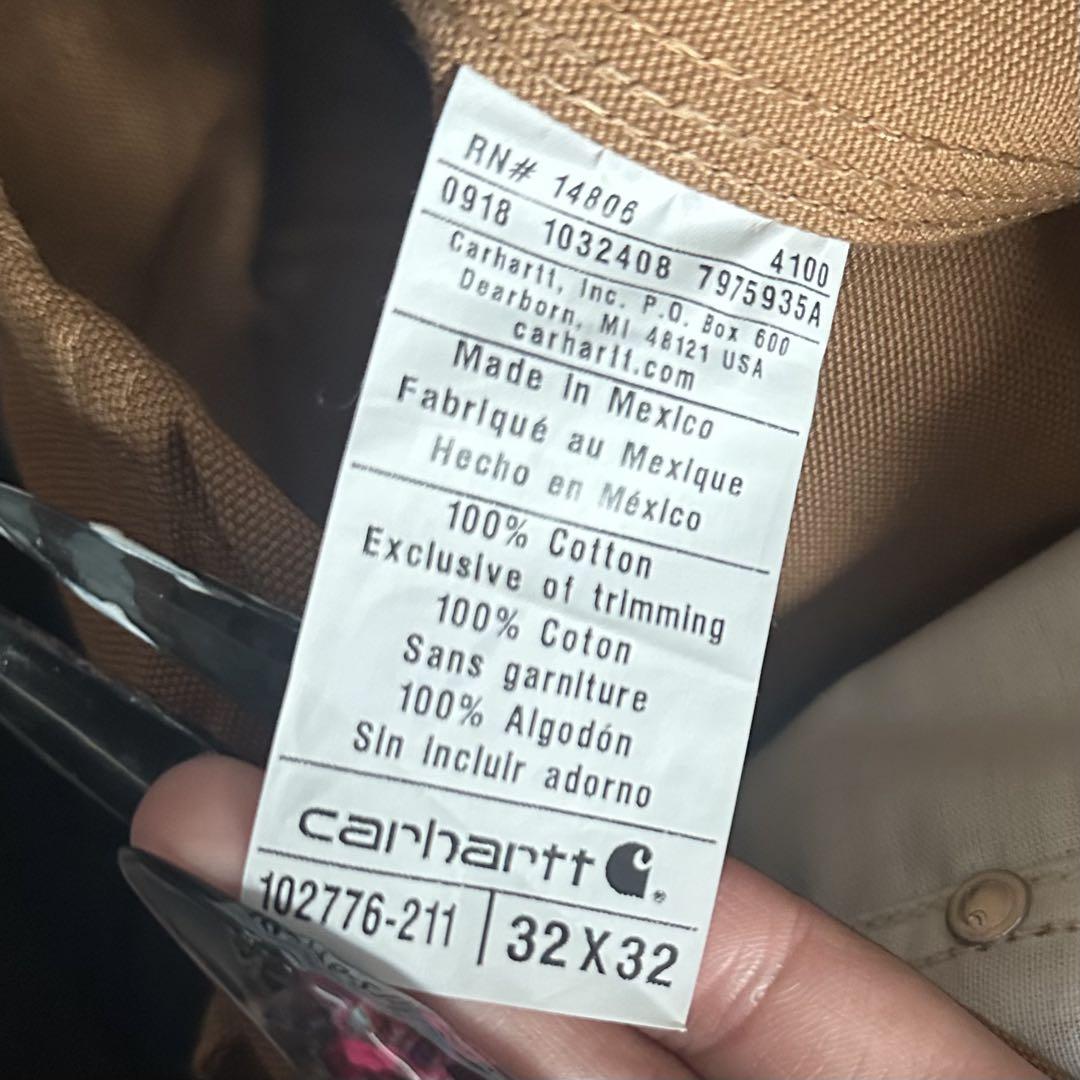 RN# 14806 4100
0918 1032408 7975935A
Carhartt, Inc. P.O. Box 600
Dearborn, MI 48121 USA
carhartt.com
Made in Mexico
Fabriqué au Mexique
Hecho en México
100% Cotton
Exclusive of trimming
100% Coton
Sans garniture
100% Algodón
Sin incluir adorno
carhartt
102776-211 | 32X32